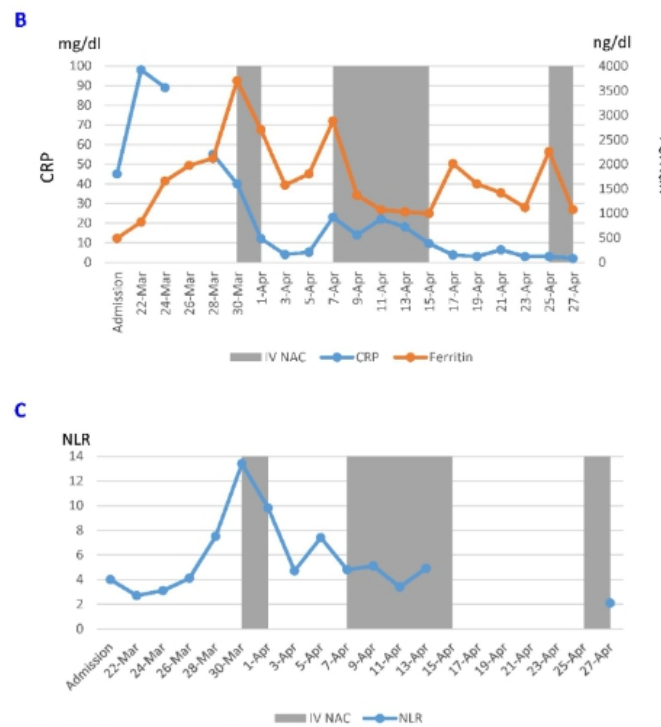 B
mg/dl ng/dl
100 4000
90 3500
80 3000
70 2500
60
50 2000
40 1500
30
20 1000
10 500
0 0
CRP
Admission
22-Mar
24-Mar
26-Mar
28-Mar
30-Mar
1-Apr
3-Apr
5-Apr
7-Apr
9-Apr
11-Apr
13-Apr
15-Apr
17-Apr
19-Apr
21-Apr
23-Apr
25-Apr
27-Apr
IV NAC CRP Ferritin
C
NLR
14
12
10
8
6
4
2
0
Admission
22-Mar
24-Mar
26-Mar
28-Mar
30-Mar
1-Apr
3-Apr
5-Apr
7-Apr
9-Apr
11-Apr
13-Apr
15-Apr
17-Apr
19-Apr
21-Apr
23-Apr
25-Apr
27-Apr
IV NAC NLR